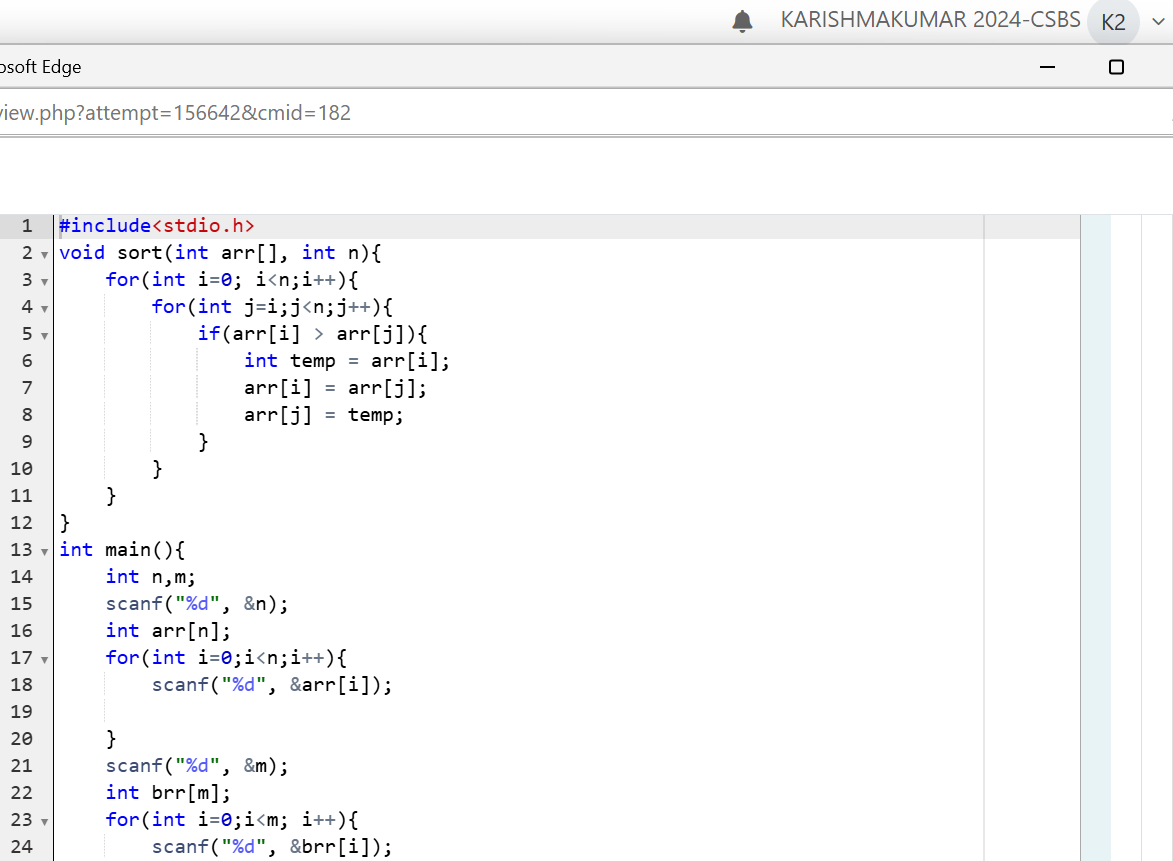 KARISHMAKUMAR 2024-CSBS K2
osoft Edge
view.php?attempt=156642&cmid=182
1 #include<stdio.h>
2 void sort(int arr[], int n){
3     for(int i=0; i<n;i++){
4         for(int j=i;j<n;j++){
5             if(arr[i] > arr[j]){
6                 int temp = arr[i];
7                 arr[i] = arr[j];
8                 arr[j] = temp;
9             }
10         }
11     }
12 }
13 int main(){
14     int n,m;
15     scanf("%d", &n);
16     int arr[n];
17     for(int i=0;i<n;i++){
18         scanf("%d", &arr[i]);
19
20     }
21     scanf("%d", &m);
22     int brr[m];
23     for(int i=0;i<m; i++){
24         scanf("%d", &brr[i]);